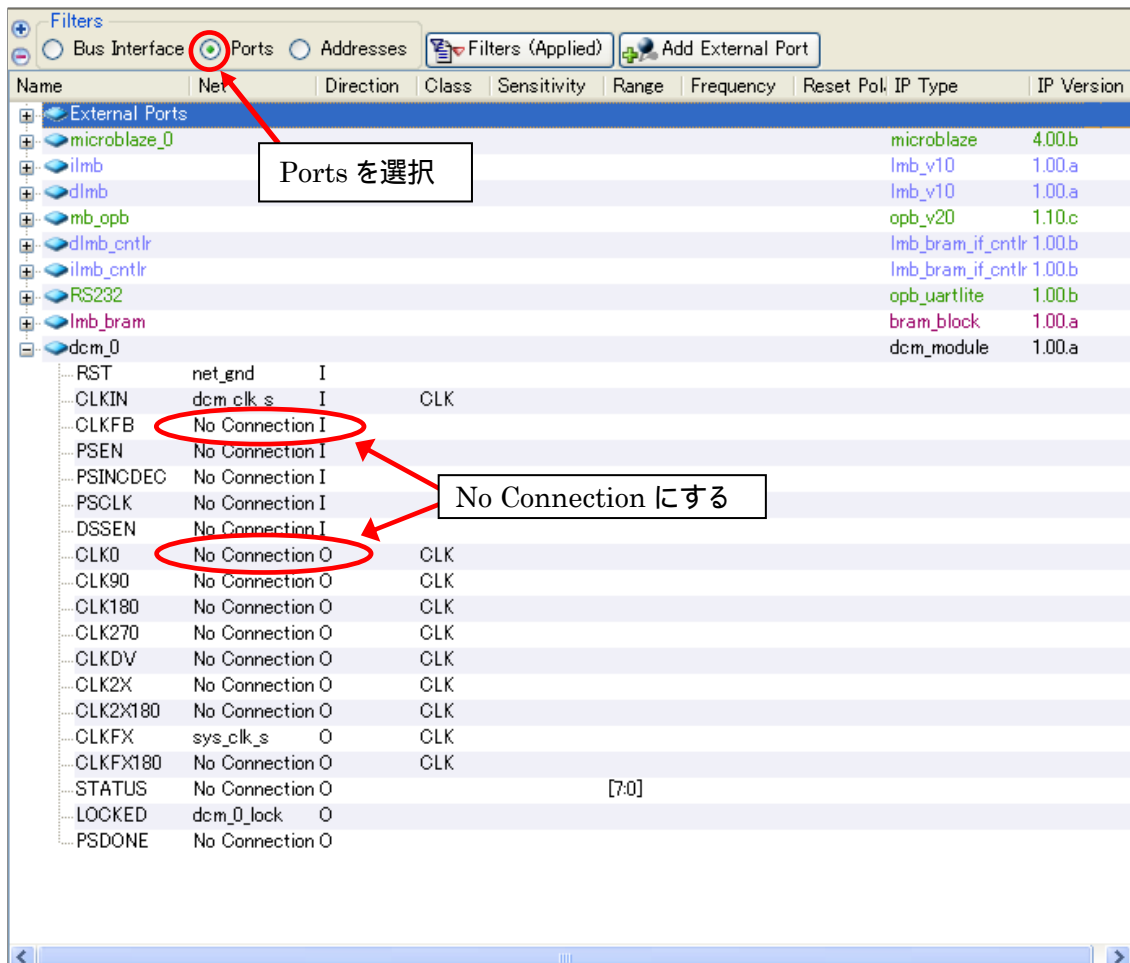 Filters
Bus Interface Ports Addresses Filters (Applied) Add External Port
Name Net Direction Class Sensitivity Range Frequency Reset Pol IP Type IP Version
External Ports
microblaze_0 microblaze 4.00.b
Ports を選択
ilmb lmb_v10 1.00.a
dlmb lmb_v10 1.00.a
mb_opb opb_v20 1.10.c
dlmb_cntlr lmb_bram_if_cntlr 1.00.b
ilmb_cntlr lmb_bram_if_cntlr 1.00.b
RS232 opb_uartlite 1.00.b
lmb_bram bram_block 1.00.a
dcm_0 dcm_module 1.00.a
RST net_gnd I
CLKIN dcm_clk_s I CLK
CLKFB No Connection I
PSEN No Connection I
PSINCDEC No Connection I
No Connection にする
PSCLK No Connection I
DSSEN No Connection I
CLK0 No Connection O CLK
CLK90 No Connection O CLK
CLK180 No Connection O CLK
CLK270 No Connection O CLK
CLKDV No Connection O CLK
CLK2X No Connection O CLK
CLK2X180 No Connection O CLK
CLKFX sys_clk_s O CLK
CLKFX180 No Connection O CLK
STATUS No Connection O [7:0]
LOCKED dcm_0_lock O
PSDONE No Connection O